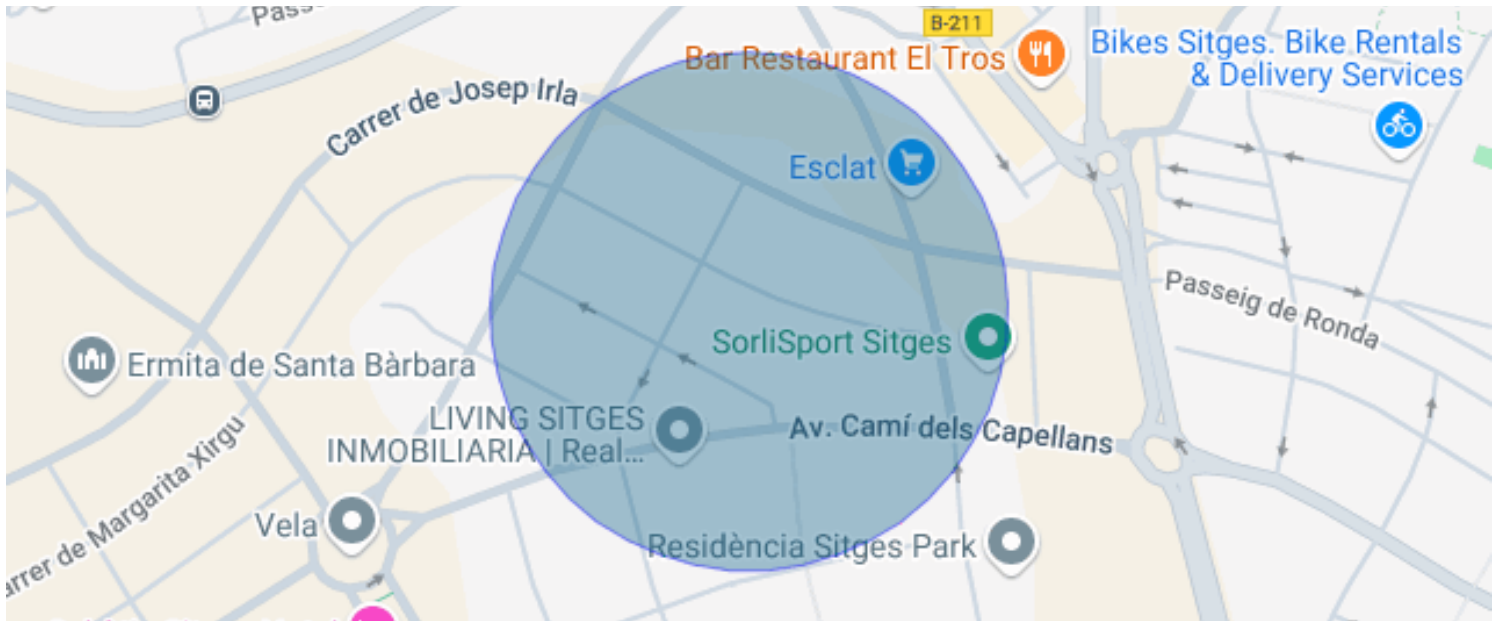 Pass
B-211
Bar Restaurant El Tros
Bikes Sitges. Bike Rentals
& Delivery Services
Carrer de Josep Irla
Esclat
Passeig de Ronda
SorliSport Sitges
Ermita de Santa Bàrbara
LIVING SITGES
INMOBILIARIA | Real...
Av. Camí dels Capellans
arrer de Margarita Xirgu
Vela
Residència Sitges Park